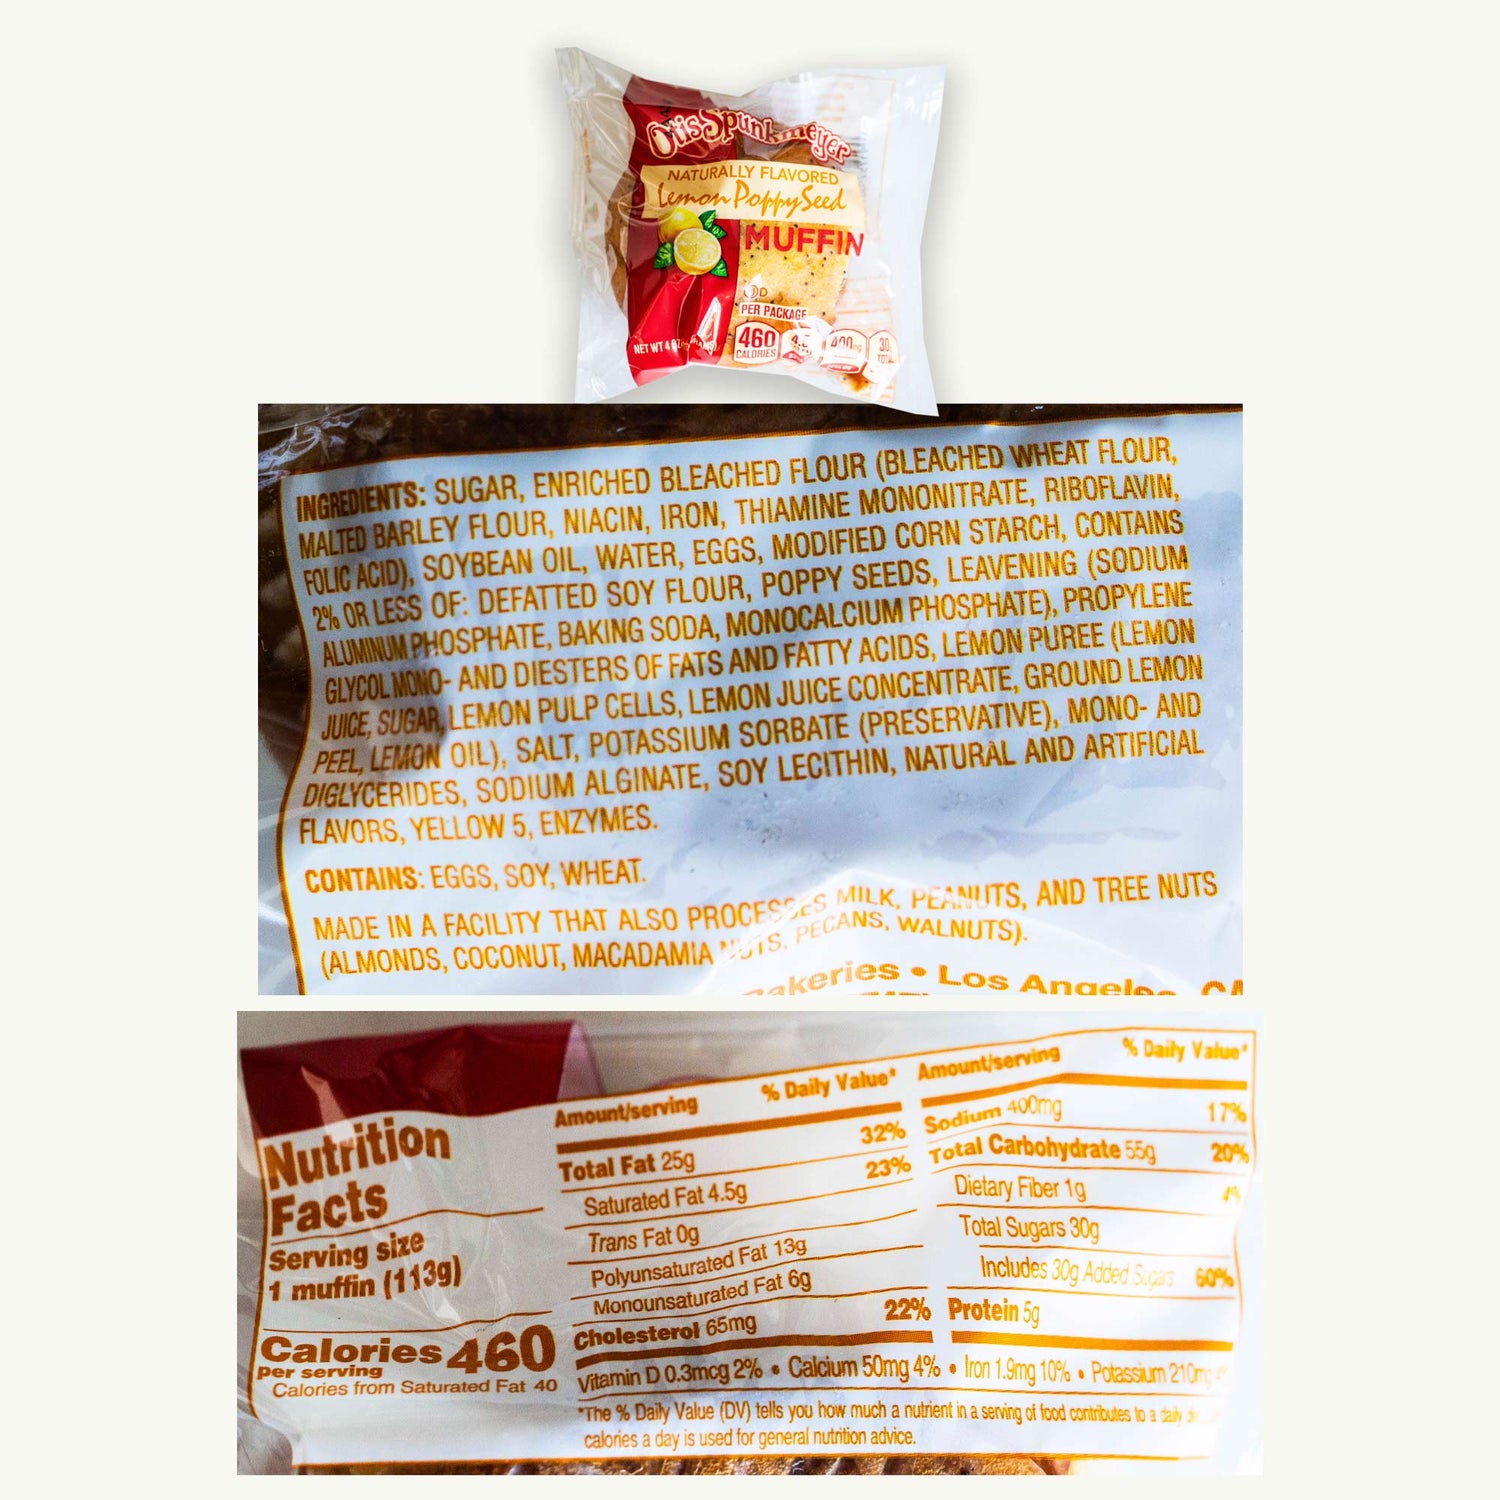 Otis Spunkmeyer
NATURALLY FLAVORED
Lemon Poppy Seed
MUFFIN
D
PER PACKAGE
NET WT 4
460
CALORIES
400mg
30
INGREDIENTS: SUGAR, ENRICHED BLEACHED FLOUR (BLEACHED WHEAT FLOUR,
MALTED BARLEY FLOUR, NIACIN, IRON, THIAMINE MONONITRATE, RIBOFLAVIN,
FOLIC ACID), SOYBEAN OIL, WATER, EGGS, MODIFIED CORN STARCH, CONTAINS
2% OR LESS OF: DEFATTED SOY FLOUR, POPPY SEEDS, LEAVENING (SODIUM
ALUMINUM PHOSPHATE, BAKING SODA, MONOCALCIUM PHOSPHATE), PROPYLENE
GLYCOL MONO- AND DIESTERS OF FATS AND FATTY ACIDS, LEMON PUREE (LEMON
JUICE, SUGAR, LEMON PULP CELLS, LEMON JUICE CONCENTRATE, GROUND LEMON
PEEL, LEMON OIL), SALT, POTASSIUM SORBATE (PRESERVATIVE), MONO- AND
DIGLYCERIDES, SODIUM ALGINATE, SOY LECITHIN, NATURAL AND ARTIFICIAL
FLAVORS, YELLOW 5, ENZYMES.
CONTAINS: EGGS, SOY, WHEAT.
MADE IN A FACILITY THAT ALSO PROCESSES MILK, PEANUTS, AND TREE NUTS
(ALMONDS, COCONUT, MACADAMIA NUTS, PECANS, WALNUTS).
Bakeries • Los Angeles, CA
Nutrition
Facts
Serving size
1 muffin (113g)
Calories 460
per serving
Calories from Saturated Fat 40
Amount/serving % Daily Value*
Total Fat 25g 32%
Saturated Fat 4.5g 23%
Trans Fat 0g
Polyunsaturated Fat 13g
Monounsaturated Fat 6g
Cholesterol 65mg 22%
Amount/serving % Daily Value*
Sodium 400mg 17%
Total Carbohydrate 55g 20%
Dietary Fiber 1g 4%
Total Sugars 30g
Includes 30g Added Sugars 60%
Protein 5g
Vitamin D 0.3mcg 2% • Calcium 50mg 4% • Iron 1.9mg 10% • Potassium 210mg
*The % Daily Value (DV) tells you how much a nutrient in a serving of food contributes to a daily
calories a day is used for general nutrition advice.